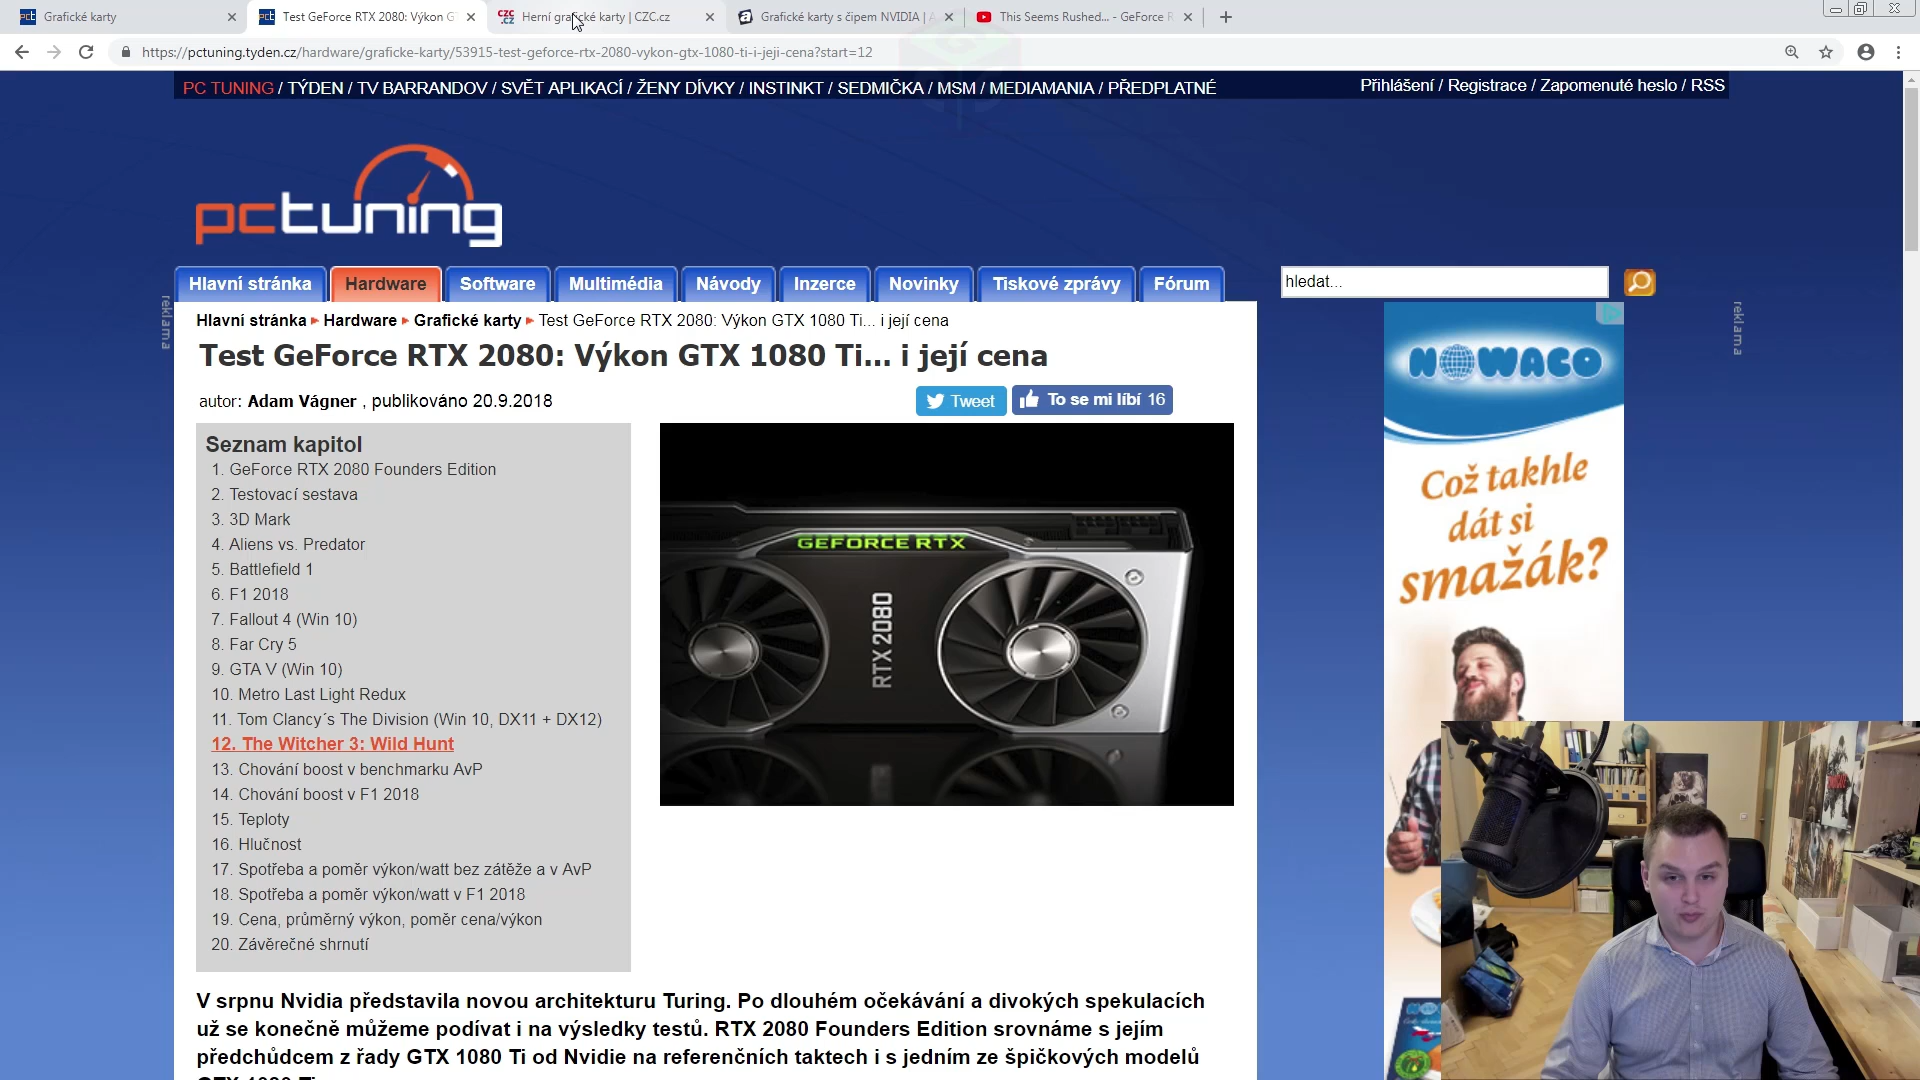 Grafické karty
Test GeForce RTX 2080: Výkon G
Herní grafické karty | CZC.cz
Grafické karty s čipem NVIDIA |
This Seems Rushed... - GeForce R
https://pctuning.tyden.cz/hardware/graficke-karty/53915-test-geforce-rtx-2080-vykon-gtx-1080-ti-i-jeji-cena?start=12
PC TUNING / TÝDEN / TV BARRANDOV / SVĚT APLIKACÍ / ŽENY DÍVKY / INSTINKT / SEDMIČKA / MSM / MEDIAMANIA / PŘEDPLATNÉ
Přihlášení / Registrace / Zapomenuté heslo / RSS
pctuning
Hlavní stránka Hardware Software Multimédia Návody Inzerce Novinky Tiskové zprávy Fórum
hledat...
reklama
reklama
Hlavní stránka Hardware Grafické karty Test GeForce RTX 2080: Výkon GTX 1080 Ti... i její cena
Test GeForce RTX 2080: Výkon GTX 1080 Ti... i její cena
autor: Adam Vágner , publikováno 20.9.2018
Tweet
To se mi líbí 16
Seznam kapitol
1. GeForce RTX 2080 Founders Edition
2. Testovací sestava
3. 3D Mark
4. Aliens vs. Predator
5. Battlefield 1
6. F1 2018
7. Fallout 4 (Win 10)
8. Far Cry 5
9. GTA V (Win 10)
10. Metro Last Light Redux
11. Tom Clancy´s The Division (Win 10, DX11 + DX12)
12. The Witcher 3: Wild Hunt
13. Chování boost v benchmarku AvP
14. Chování boost v F1 2018
15. Teploty
16. Hlučnost
17. Spotřeba a poměr výkon/watt bez zátěže a v AvP
18. Spotřeba a poměr výkon/watt v F1 2018
19. Cena, průměrný výkon, poměr cena/výkon
20. Závěrečné shrnutí
GEFORCE RTX
RTX 2080
NOWACO
Což takhle
dát si
smažák?
V srpnu Nvidia představila novou architekturu Turing. Po dlouhém očekávání a divokých spekulacích
už se konečně můžeme podívat i na výsledky testů. RTX 2080 Founders Edition srovnáme s jejím
předchůdcem z řady GTX 1080 Ti od Nvidie na referenčních taktech i s jedním ze špičkových modelů
GTX 1080 Ti